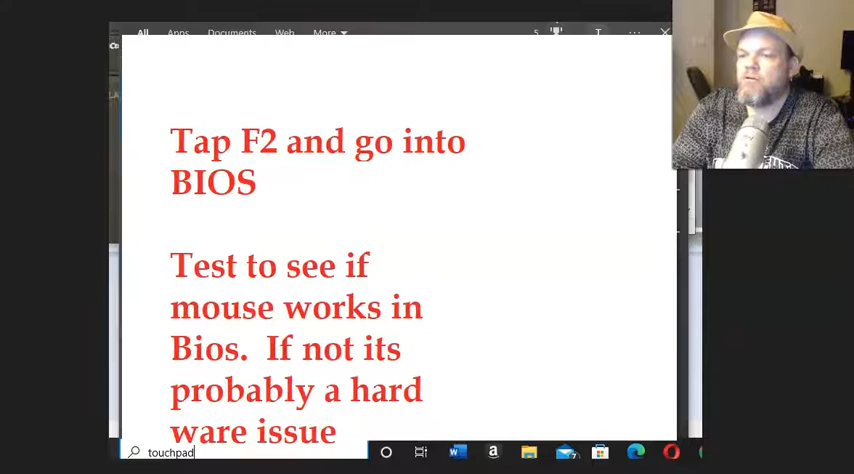 All Apps Documents Web More 5 T ...
Tap F2 and go into
BIOS
Test to see if
mouse works in
Bios. If not its
probably a hard
ware issue
touchpad